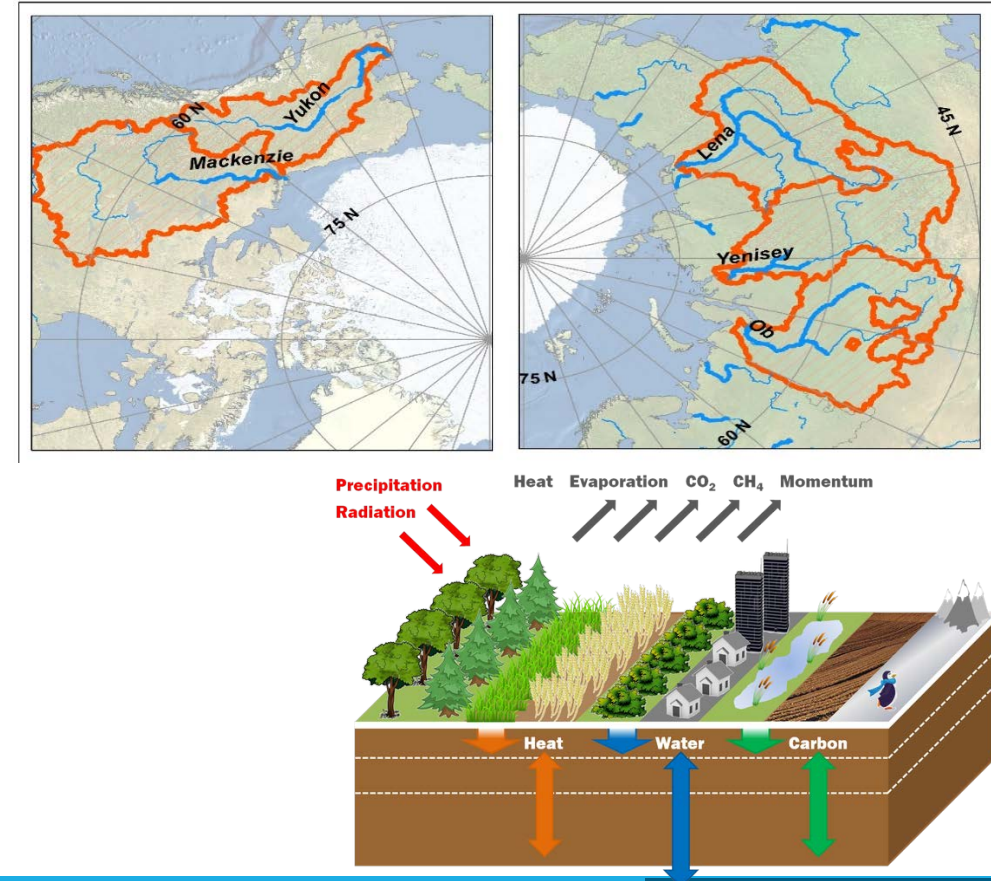 Yukon
60 N
Mackenzie
75 N
45 N
Lena
Yenisey
Ob
75 N
60 N
Precipitation
Radiation
Heat Evaporation CO₂ CH₄ Momentum
Heat Water Carbon